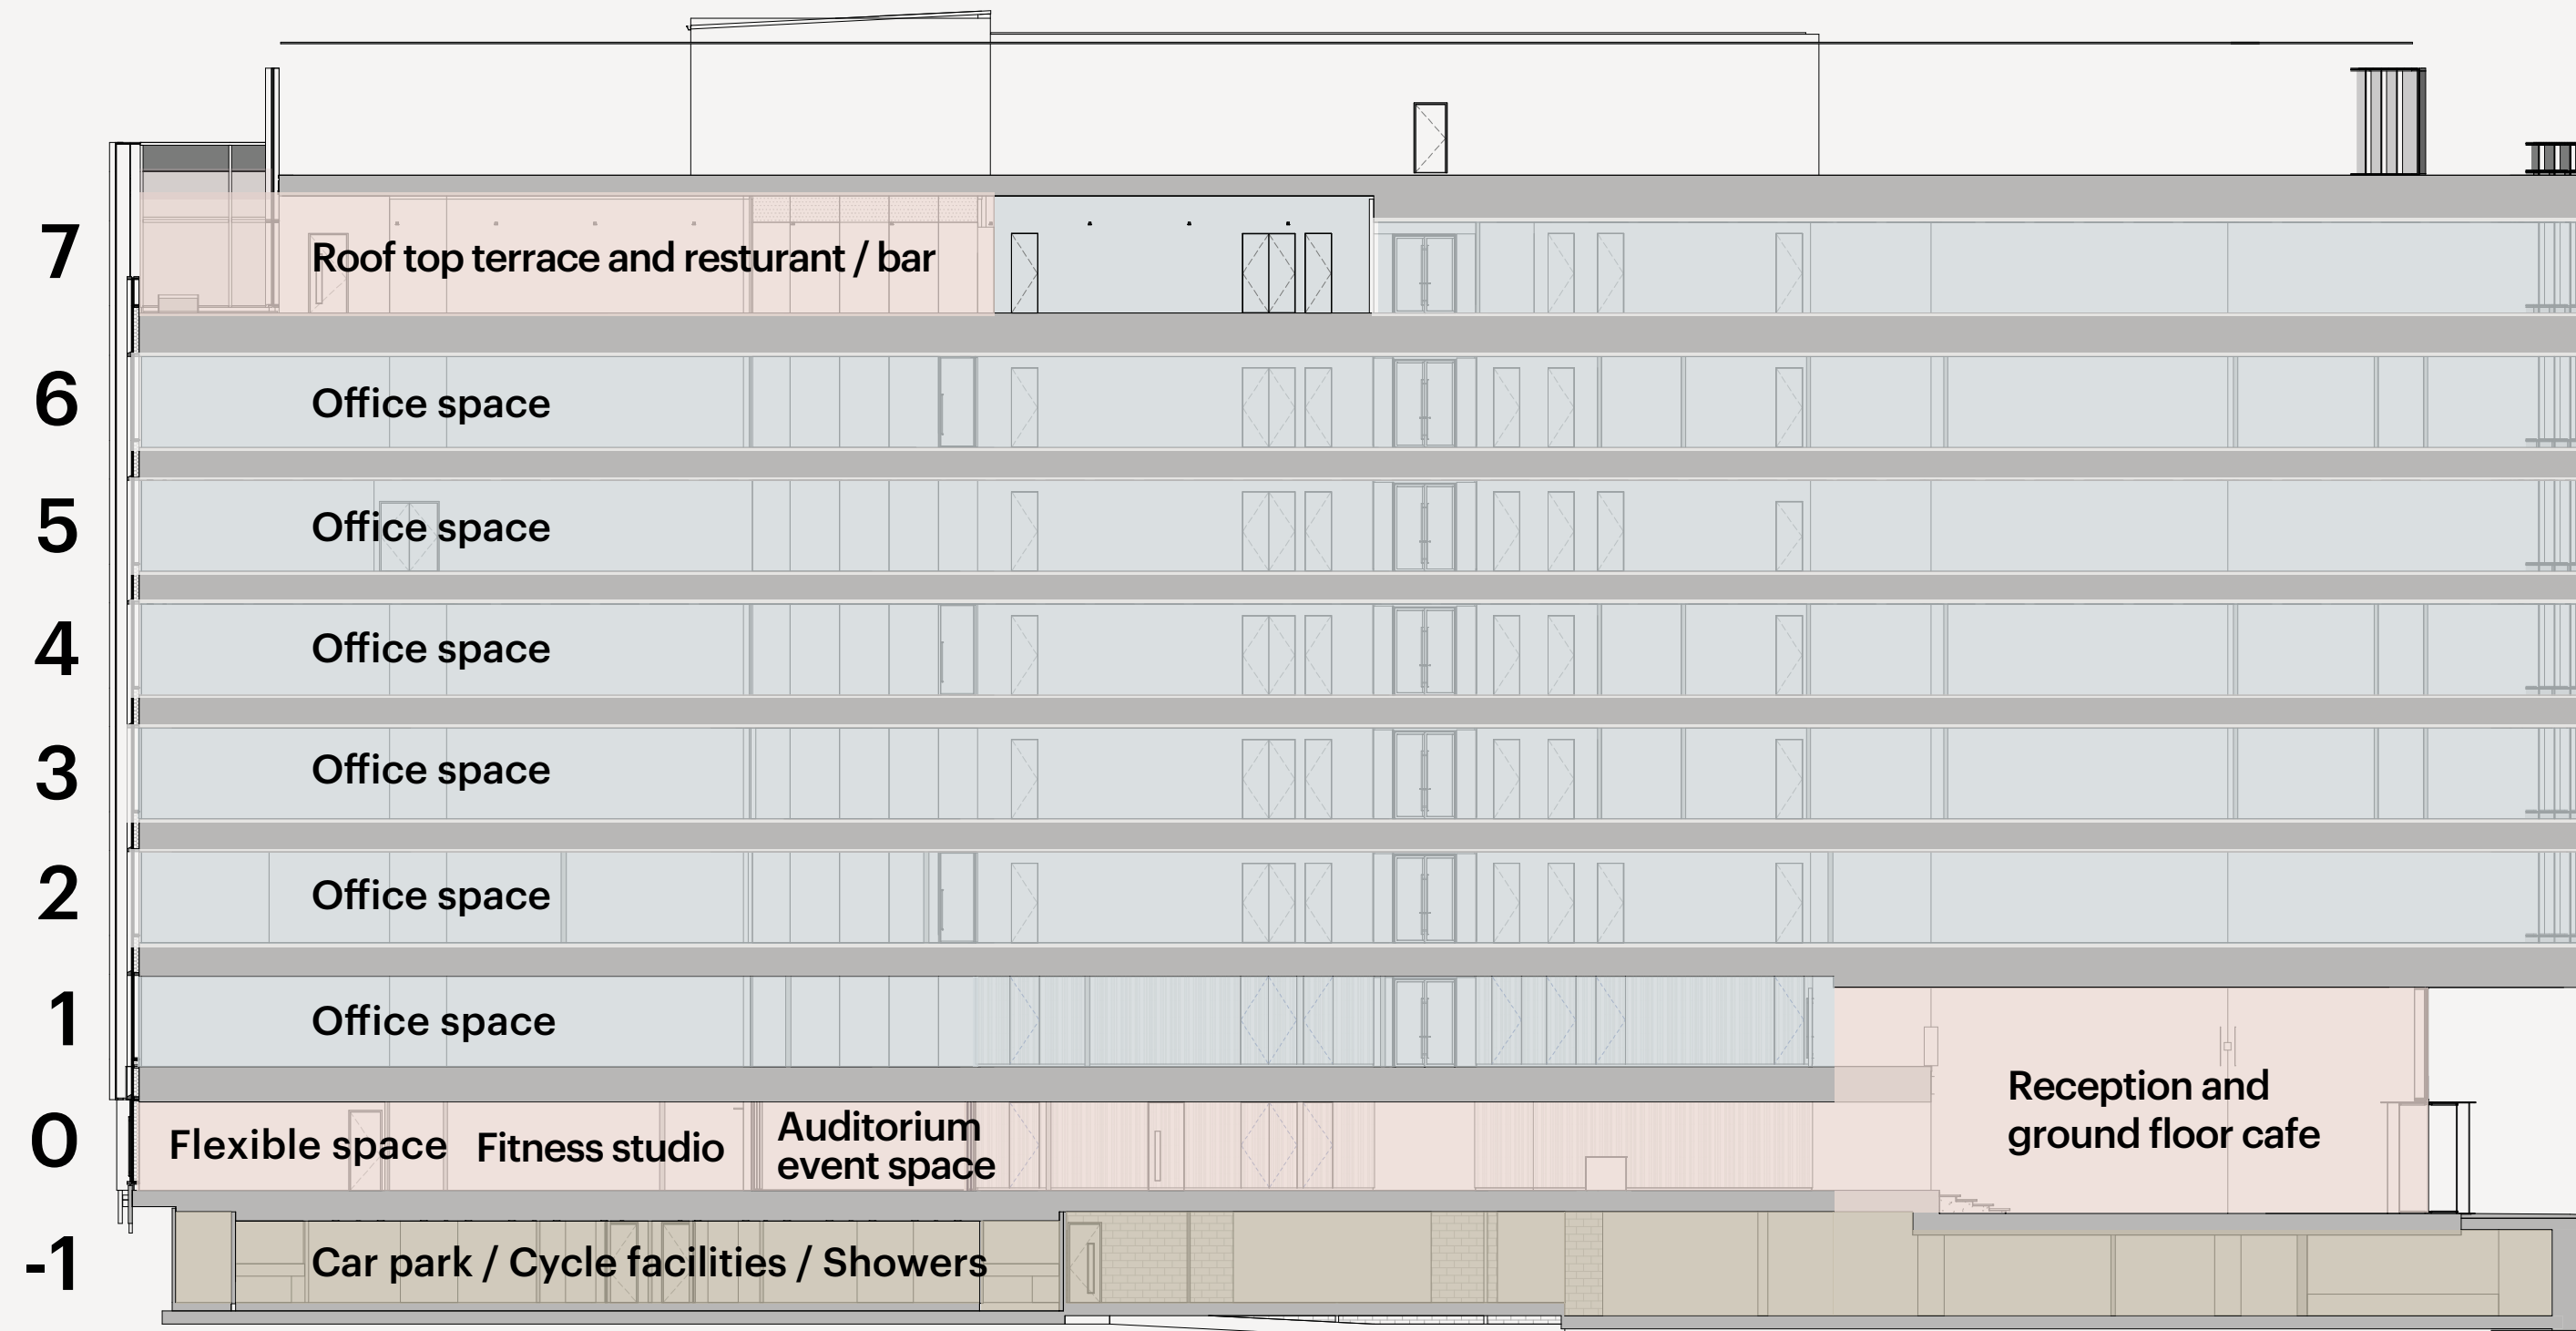 7
Roof top terrace and resturant / bar
6
Office space
5
Office space
4
Office space
3
Office space
2
Office space
1
Office space
0
Flexible space
Fitness studio
Auditorium
event space
Reception and
ground floor cafe
-1
Car park / Cycle facilities / Showers